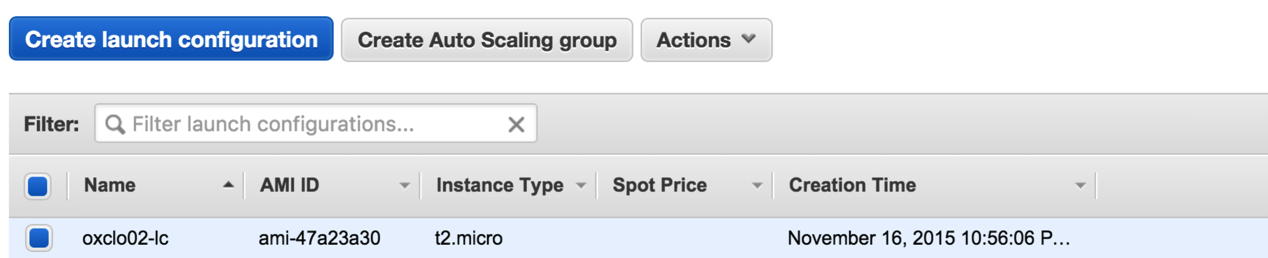 Create launch configuration Create Auto Scaling group Actions
Filter: Filter launch configurations...
Name AMI ID Instance Type Spot Price Creation Time
oxclo02-lc ami-47a23a30 t2.micro November 16, 2015 10:56:06 P...